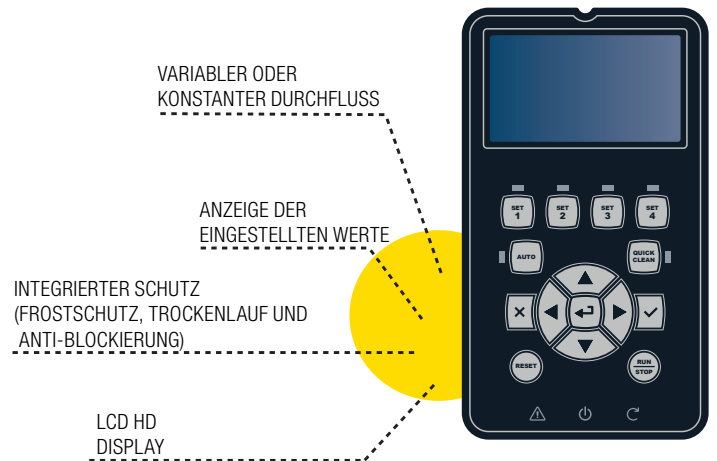 VARIABLER ODER
KONSTANTER DURCHFLUSS
ANZEIGE DER
EINGESTELLTEN WERTE
INTEGRIERTER SCHUTZ
(FROSTSCHUTZ, TROCKENLAUF UND
ANTI-BLOCKIERUNG)
LCD HD
DISPLAY
SET
1
SET
2
SET
3
SET
4
AUTO
QUICK
CLEAN
RESET
RUN
STOP